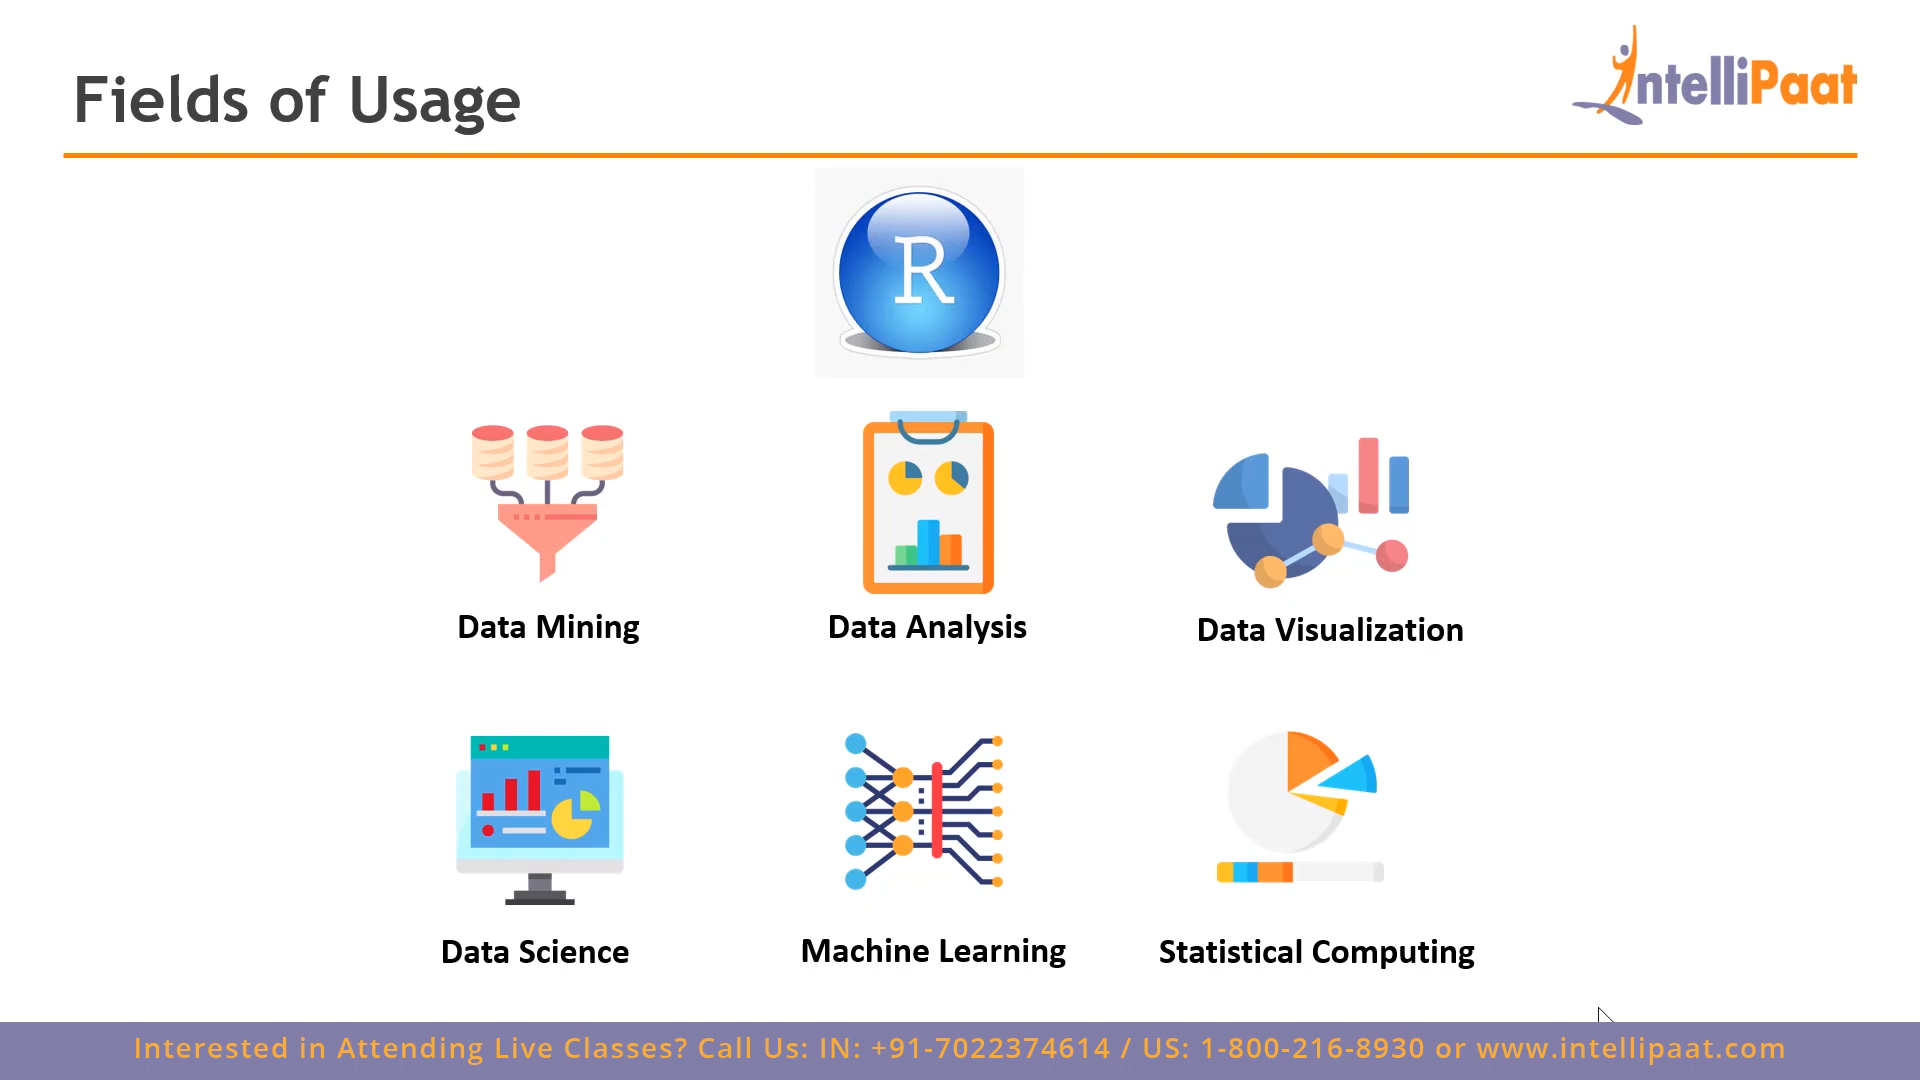 Fields of Usage
IntelliPaat
R
Data Mining
Data Analysis
Data Visualization
Data Science
Machine Learning
Statistical Computing
Interested in Attending Live Classes? Call Us: IN: +91-7022374614 / US: 1-800-216-8930 or www.intellipaat.com